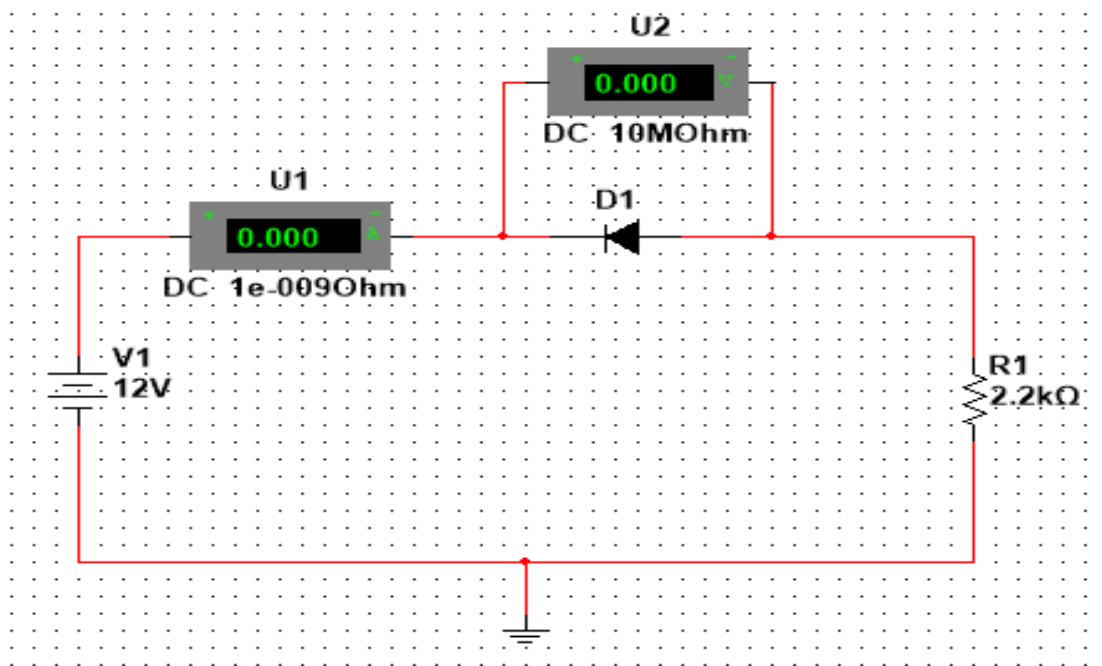 U2
+ -
0.000 V
DC 10MOhm
U1
+ -
0.000 A
DC 1e-009Ohm
D1
V1
12V
R1
2.2kΩ